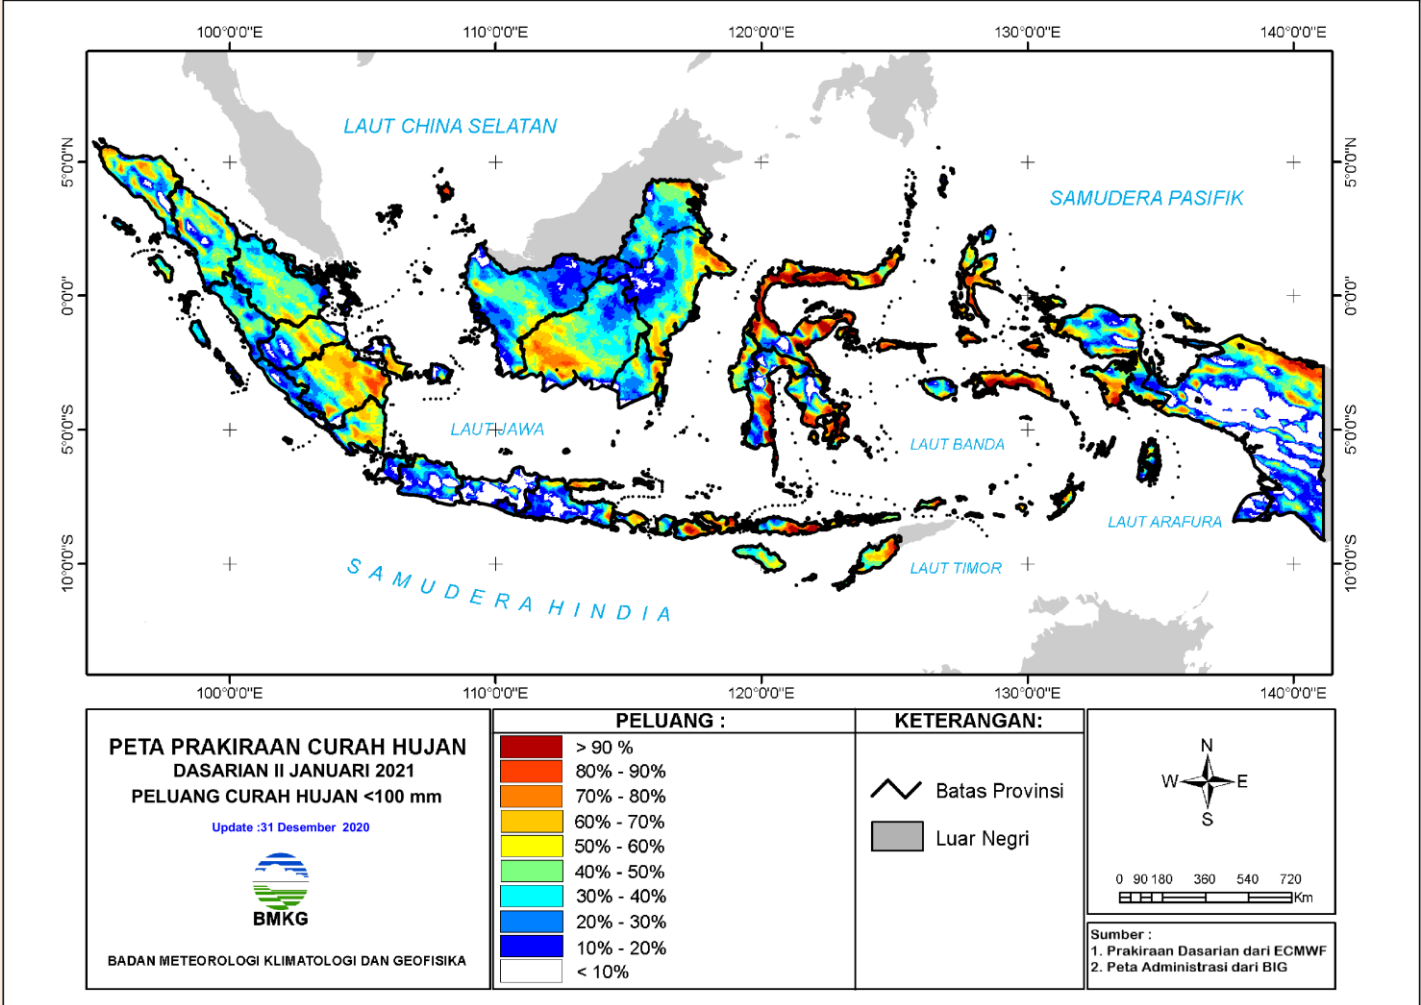 100°0'0"E 110°0'0"E 120°0'0"E 130°0'0"E 140°0'0"E
5°0'0"N 5°0'0"N
0°0'0" 0°0'0"
5°0'0"S 5°0'0"S
10°0'0"S 10°0'0"S
LAUT CHINA SELATAN
SAMUDERA PASIFIK
LAUT JAWA
LAUT BANDA
LAUT ARAFURA
LAUT TIMOR
SAMUDERA HINDIA
100°0'0"E 110°0'0"E 120°0'0"E 130°0'0"E 140°0'0"E
PETA PRAKIRAAN CURAH HUJAN
DASARIAN II JANUARI 2021
PELUANG CURAH HUJAN <100 mm
Update :31 Desember 2020
BMKG
BADAN METEOROLOGI KLIMATOLOGI DAN GEOFISIKA
PELUANG :
> 90 %
80% - 90%
70% - 80%
60% - 70%
50% - 60%
40% - 50%
30% - 40%
20% - 30%
10% - 20%
< 10%
KETERANGAN:
Batas Provinsi
Luar Negri
N
W E
S
0 90 180 360 540 720
Km
Sumber :
1. Prakiraan Dasarian dari ECMWF
2. Peta Administrasi dari BIG